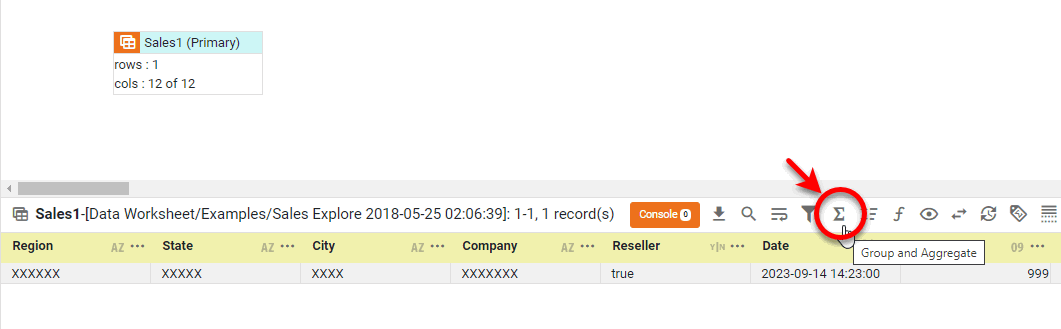 Sales1 (Primary)
rows : 1
cols : 12 of 12
Sales1-[Data Worksheet/Examples/Sales Explore 2018-05-25 02:06:39]: 1-1, 1 record(s) Console 0 Σ f
Region AZ ••• State AZ ••• City AZ ••• Company AZ ••• Reseller Y|N ••• Date 09 •••
Group and Aggregate
XXXXXX XXXXX XXXX XXXXXXX true 2023-09-14 14:23:00 999